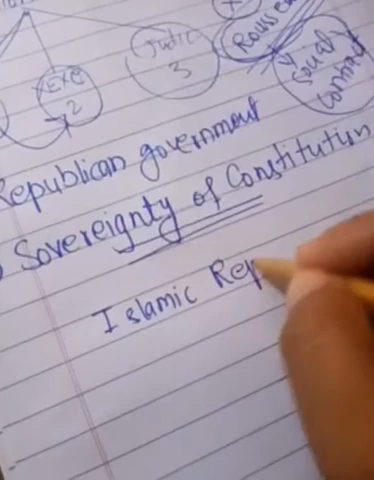 Judic
3
Rousse
Exe
2
Social
Contract
Republican government
Sovereignty of Constitution
Islamic Rep